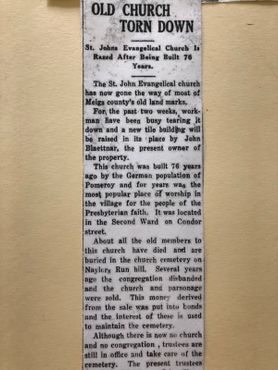 OLD CHURCH
TORN DOWN
St. Johns Evangelical Church Is
Razed After Being Built 76
Years.
The St. John Evangelical church
has now gone the way of most of
Meigs county's old land marks.
For the past two weeks, work-
man have been busy tearing it
down and a new tile building will
be raised in its place by John
Blaettnar, the present owner of
the property.
This church was built 76 years
ago by the German population of
Pomeroy and for years was the
most popular place of worship in
the village for the people of the
Presbyterian faith. It was located
in the Second Ward on Condor
street.
About all the old members to
this church have died and are
buried in the church cemetery on
Naylors Run hill. Several years
ago the congregation disbanded
and the church and parsonage
were sold. This money derived
from the sale was put into bonds
and the interest of these is used
to maintain the cemetery.
Although there is now no church
and no congregation, trustees are
still in office and take care of the
cemetery. The present trustees